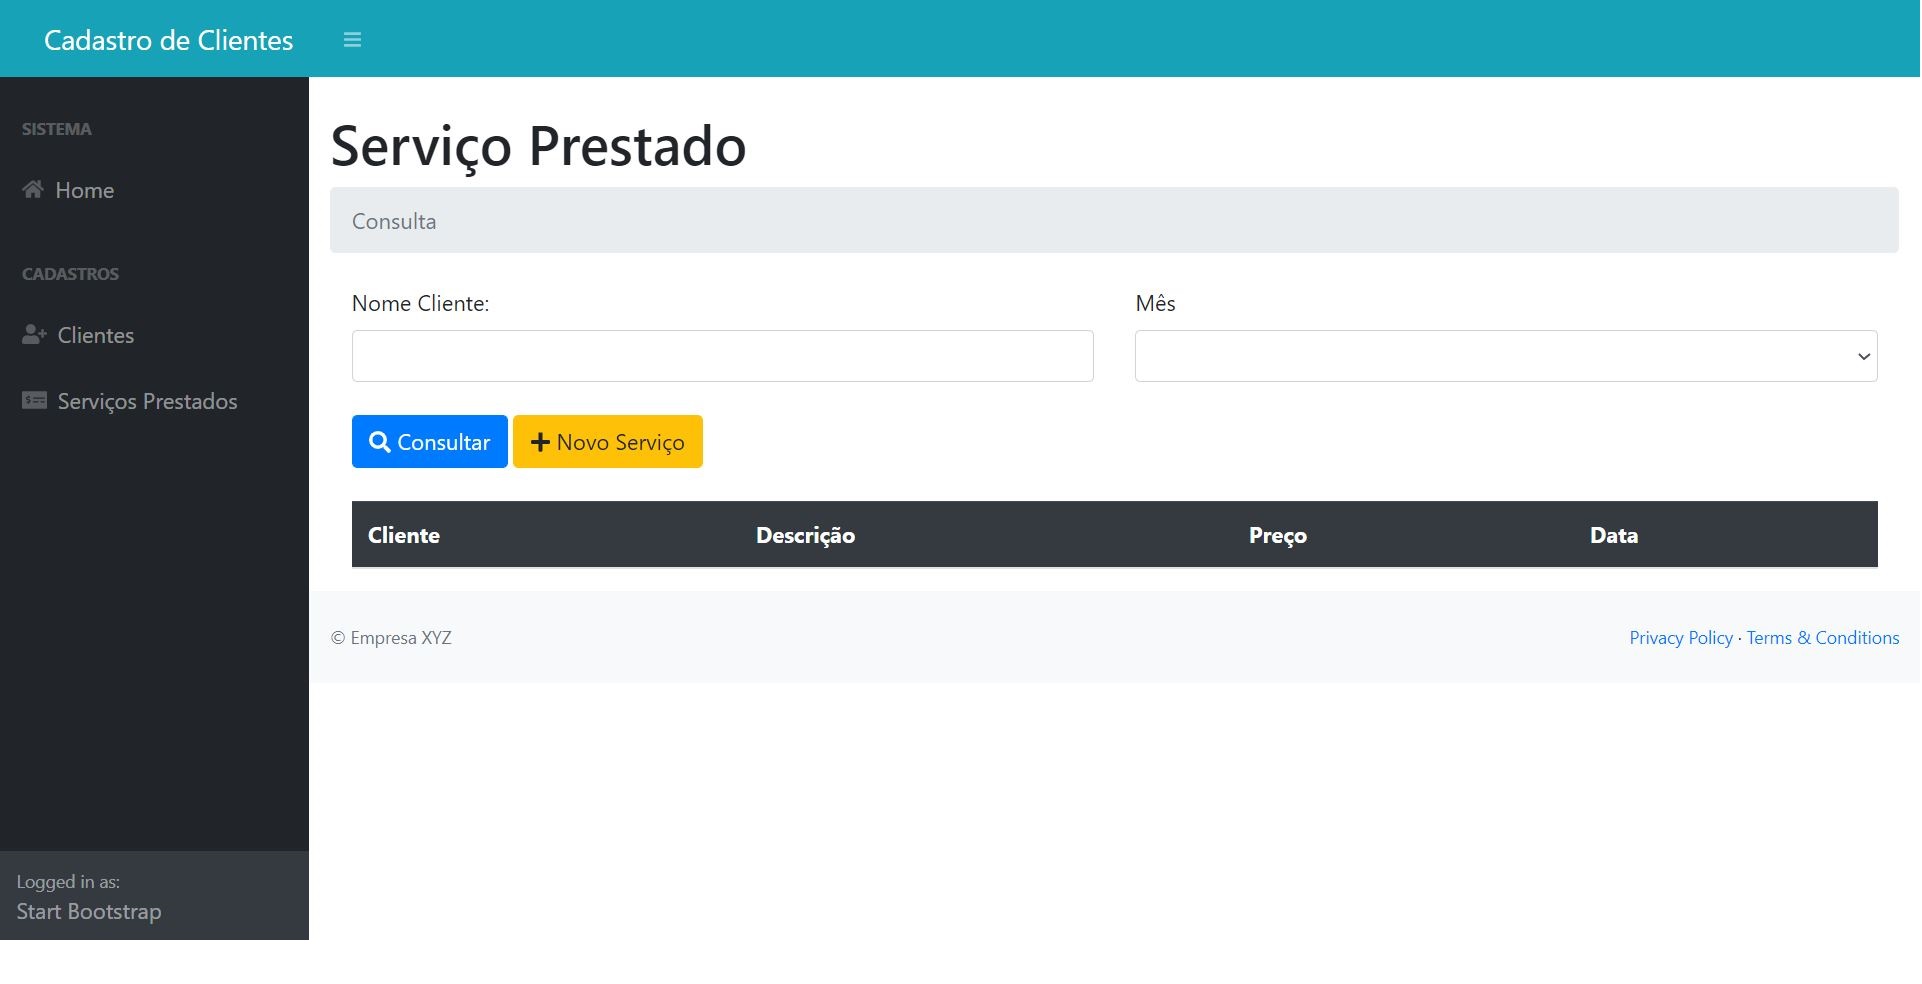 Cadastro de Clientes
SISTEMA
Home
CADASTROS
Clientes
Serviços Prestados
Logged in as:
Start Bootstrap
Serviço Prestado
Consulta
Nome Cliente:
Mês
Consultar
Novo Serviço
Cliente Descrição Preço Data
© Empresa XYZ
Privacy Policy · Terms & Conditions